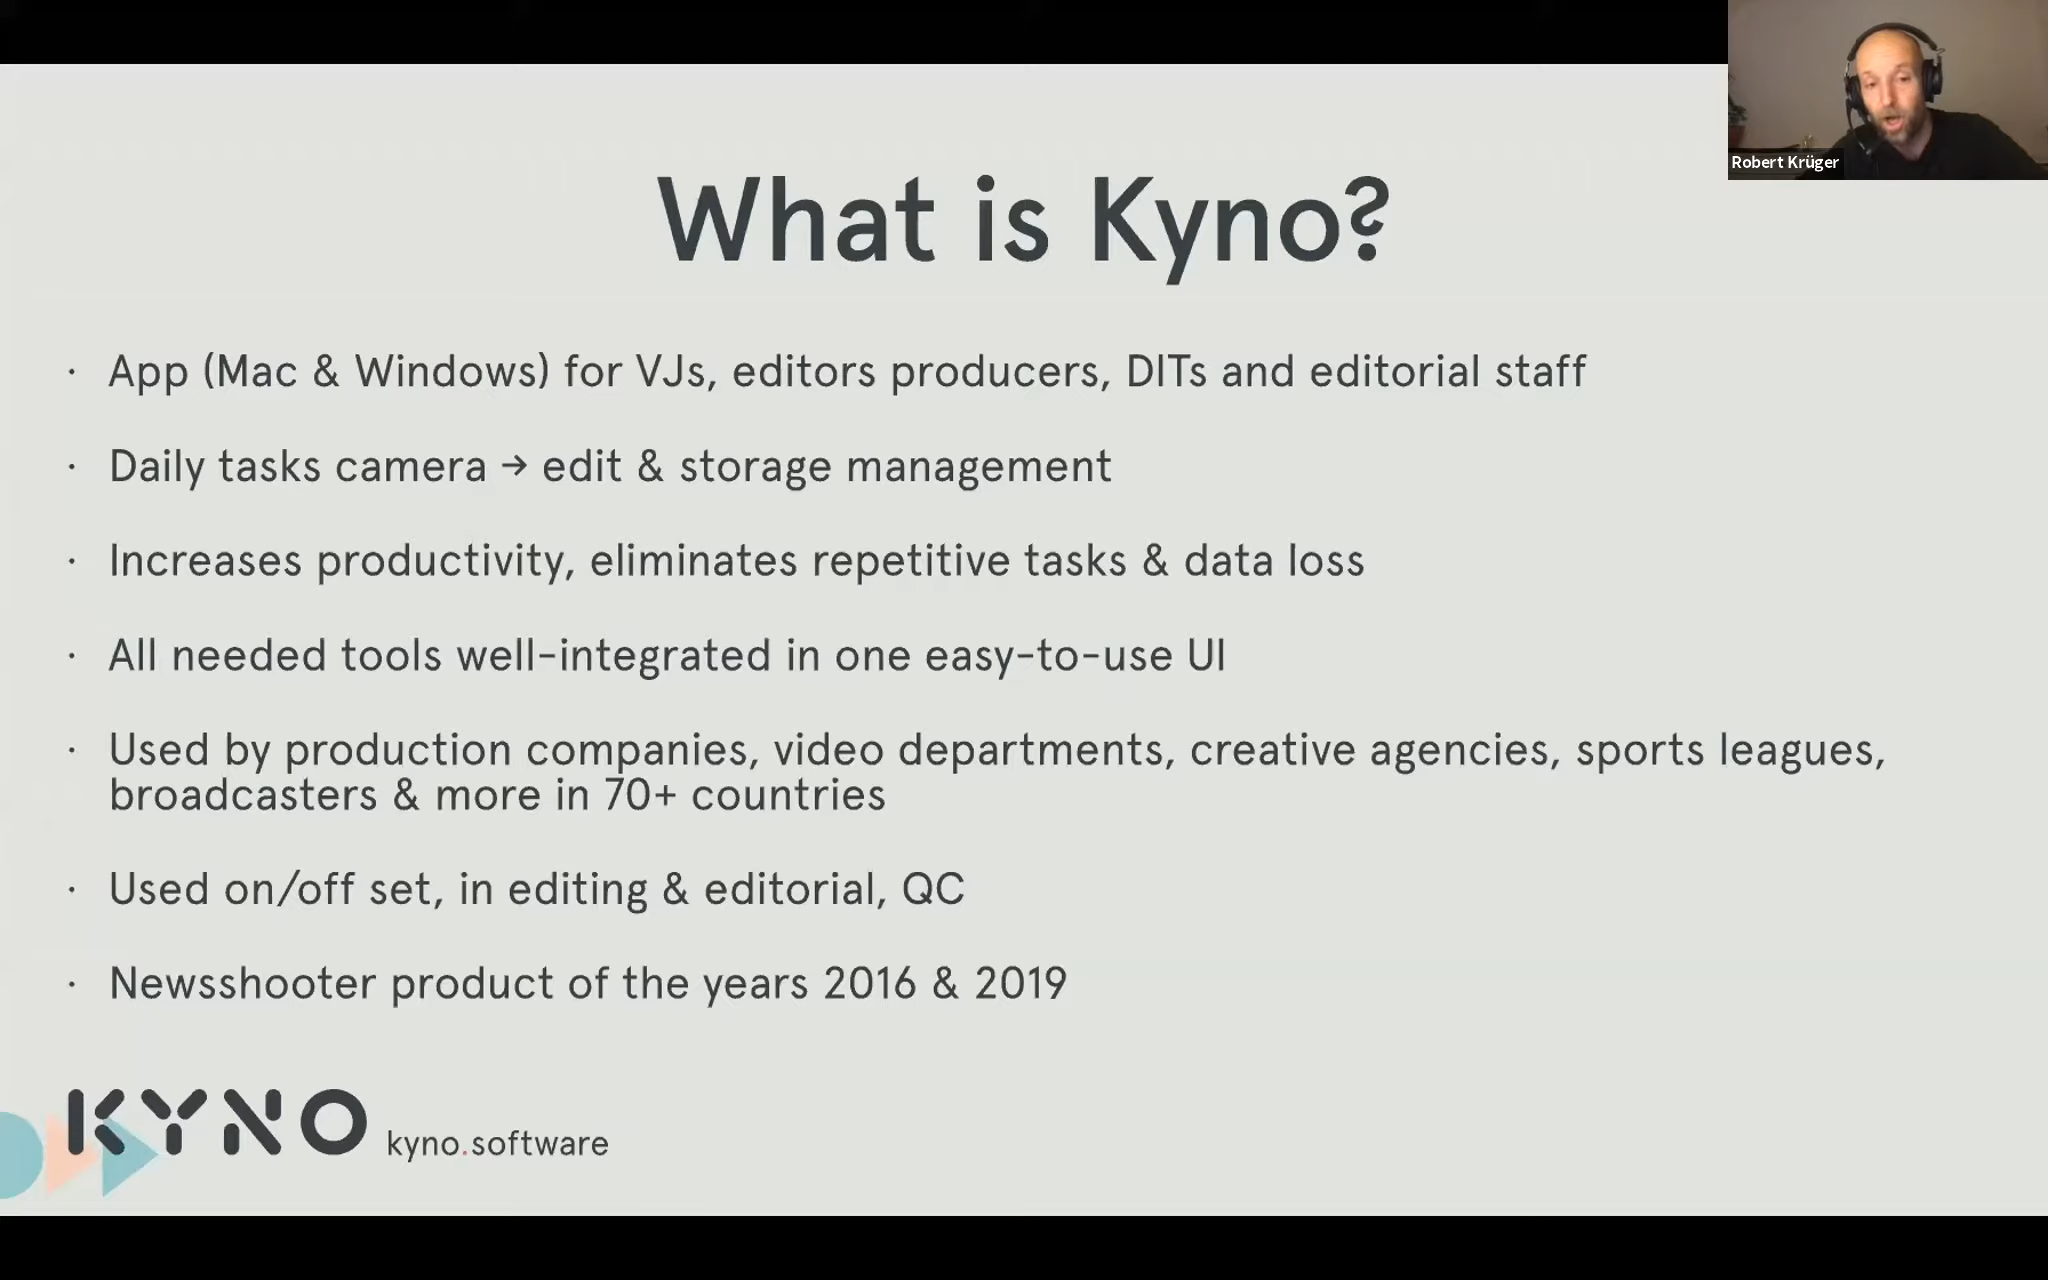 Robert Krüger
What is Kyno?
· App (Mac & Windows) for VJs, editors producers, DITs and editorial staff
· Daily tasks camera → edit & storage management
· Increases productivity, eliminates repetitive tasks & data loss
· All needed tools well-integrated in one easy-to-use UI
· Used by production companies, video departments, creative agencies, sports leagues,
broadcasters & more in 70+ countries
· Used on/off set, in editing & editorial, QC
· Newsshooter product of the years 2016 & 2019
KYNO kyno.software